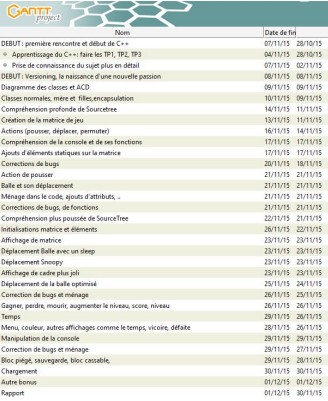 GANTT
project
Nom Date de fin
DEBUT : première rencontre et début de C++ 07/11/15 28/10/15
Apprentissage du C++: faire les TP1, TP2, TP3 04/11/15 28/10/15
Prise de connaissance du sujet plus en détail 07/11/15 02/11/15
DEBUT : Versioning, la naissance d'une nouvelle passion 08/11/15 08/11/15
Diagramme des classes et ACD 09/11/15 09/11/15
Classes normales, mère et filles,encapsulation 10/11/15 09/11/15
Compréhension profonde de Sourcetree 14/11/15 11/11/15
Création de la matrice de jeu 13/11/15 11/11/15
Actions (pousser, déplacer, permuter) 16/11/15 14/11/15
Compréhension de la console et de ses fonctions 17/11/15 17/11/15
Ajouts d'éléments statiques sur la matrice 17/11/15 17/11/15
Corrections de bugs 20/11/15 18/11/15
Action de pousser 21/11/15 21/11/15
Balle et son déplacement 21/11/15 21/11/15
Ménage dans le code, ajouts d'attributs, .. 21/11/15 21/11/15
Corrections de bugs, de fonctions 21/11/15 21/11/15
Compréhension plus poussée de SourceTree 22/11/15 21/11/15
Initialisations matrice et éléments 26/11/15 22/11/15
Affichage de matrice 23/11/15 23/11/15
Déplacement Balle avec un sleep 23/11/15 23/11/15
Déplacement Snoopy 23/11/15 23/11/15
Affichage de cadre plus joli 23/11/15 23/11/15
Déplacement de la balle optimisé 25/11/15 24/11/15
Correction de bugs et ménage 26/11/15 25/11/15
Gagner, perdre, mourir, augmenter le niveau, score, niveau 26/11/15 26/11/15
Temps 29/11/15 26/11/15
Menu, couleur, autres affichages comme le temps, vicoire, défaite 28/11/15 26/11/15
Manipulation de la console 29/11/15 29/11/15
Correction de bugs et ménage 29/11/15 27/11/15
Bloc piégé, sauvegarde, bloc cassable, 29/11/15 28/11/15
Chargement 30/11/15 30/11/15
Autre bonus 01/12/15 01/12/15
Rapport 01/12/15 30/11/15